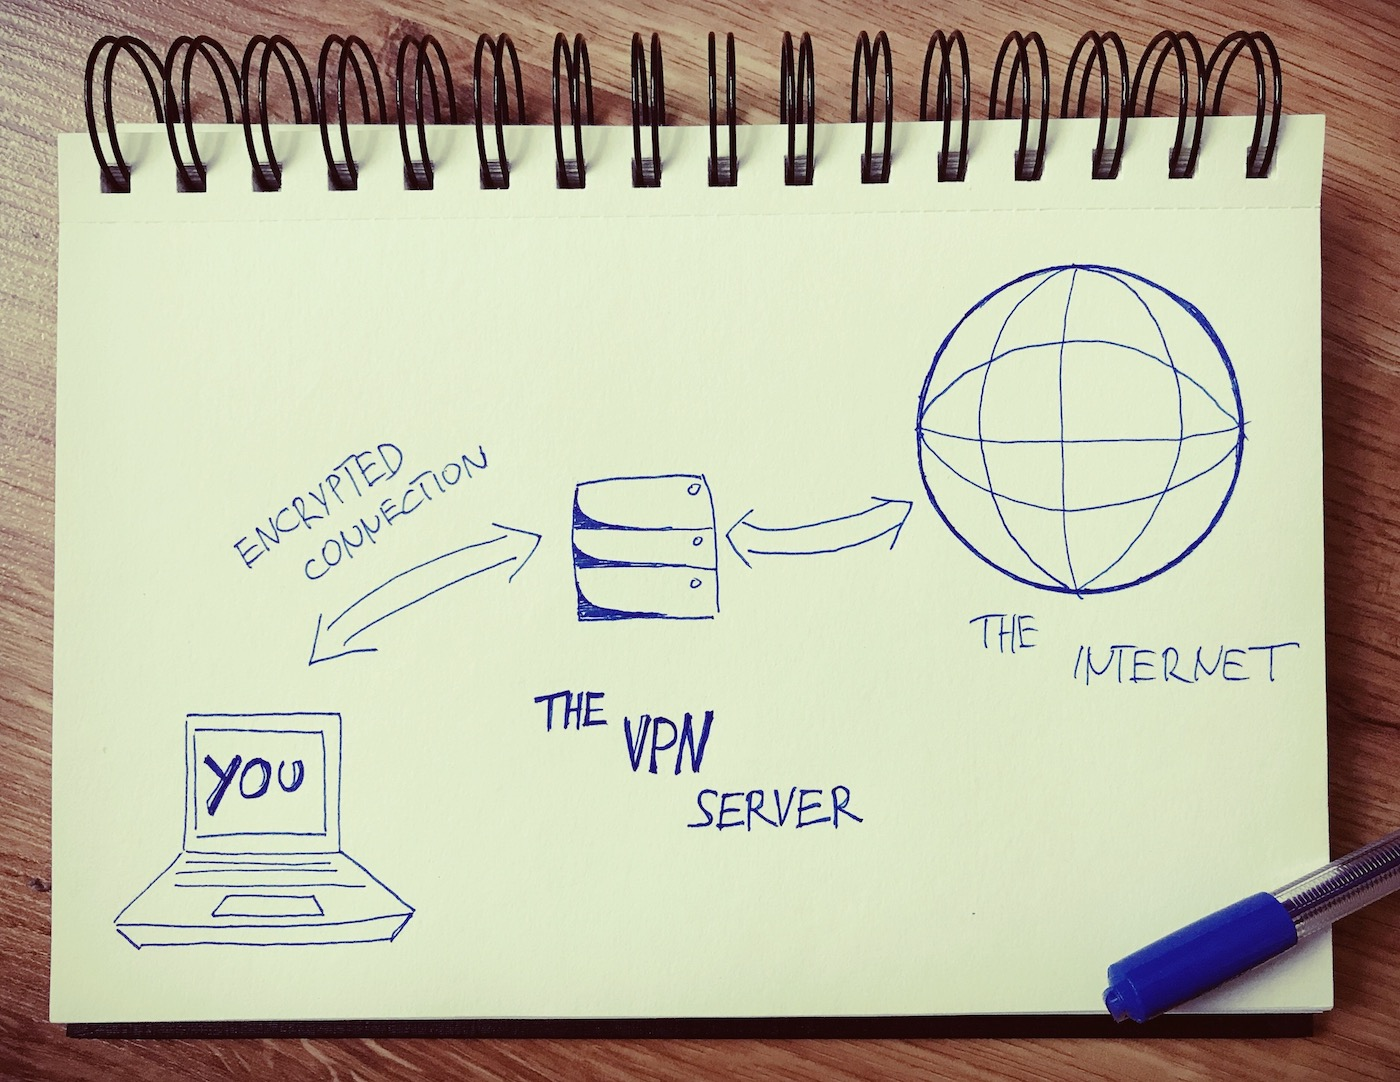 ENCRYPTED
CONNECTION
YOU
THE
VPN
SERVER
THE
INTERNET